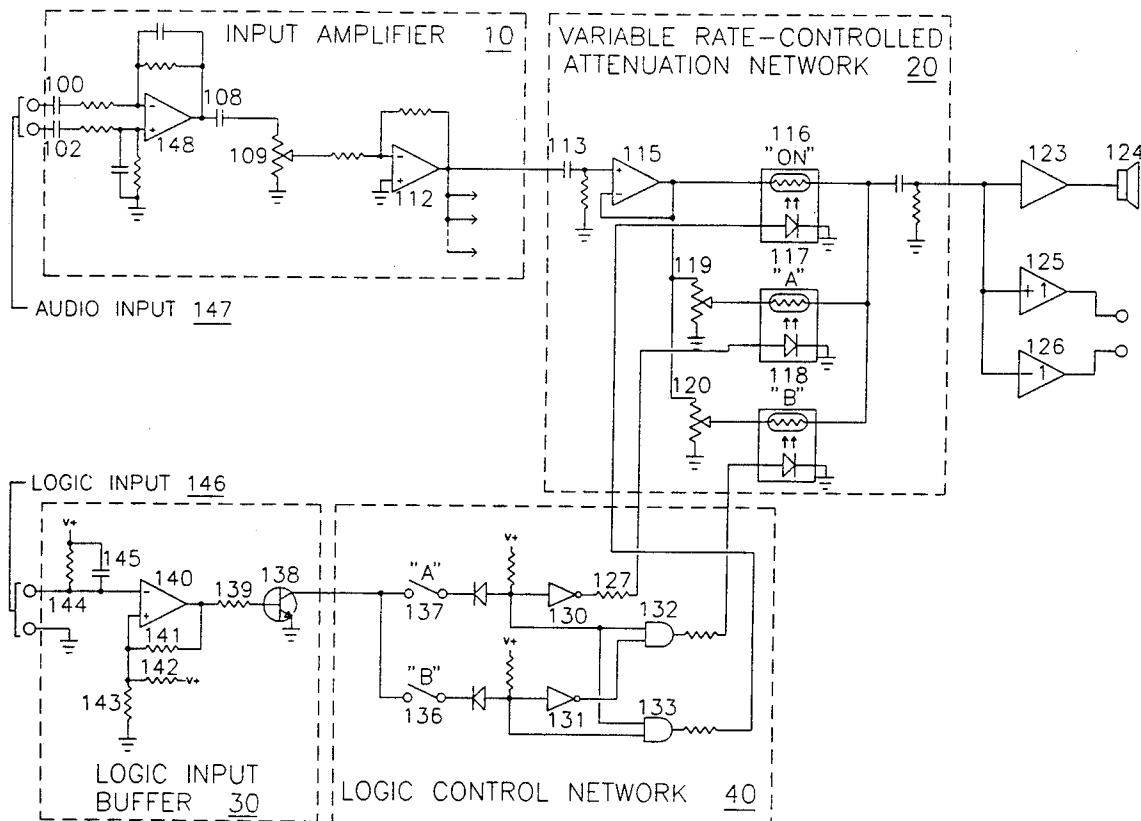 INPUT AMPLIFIER 10
VARIABLE RATE-CONTROLLED
ATTENUATION NETWORK 20
100
108
148
102
109
112
113
115
116
"ON"
123
124
117
"A"
119
118
"B"
120
125
+1
126
-1
AUDIO INPUT 147
LOGIC INPUT 146
V+
145
144
140
139
138
141
142
V+
143
LOGIC INPUT
BUFFER 30
"A"
137
V+
127
130
132
"B"
136
V+
131
133
LOGIC CONTROL NETWORK 40